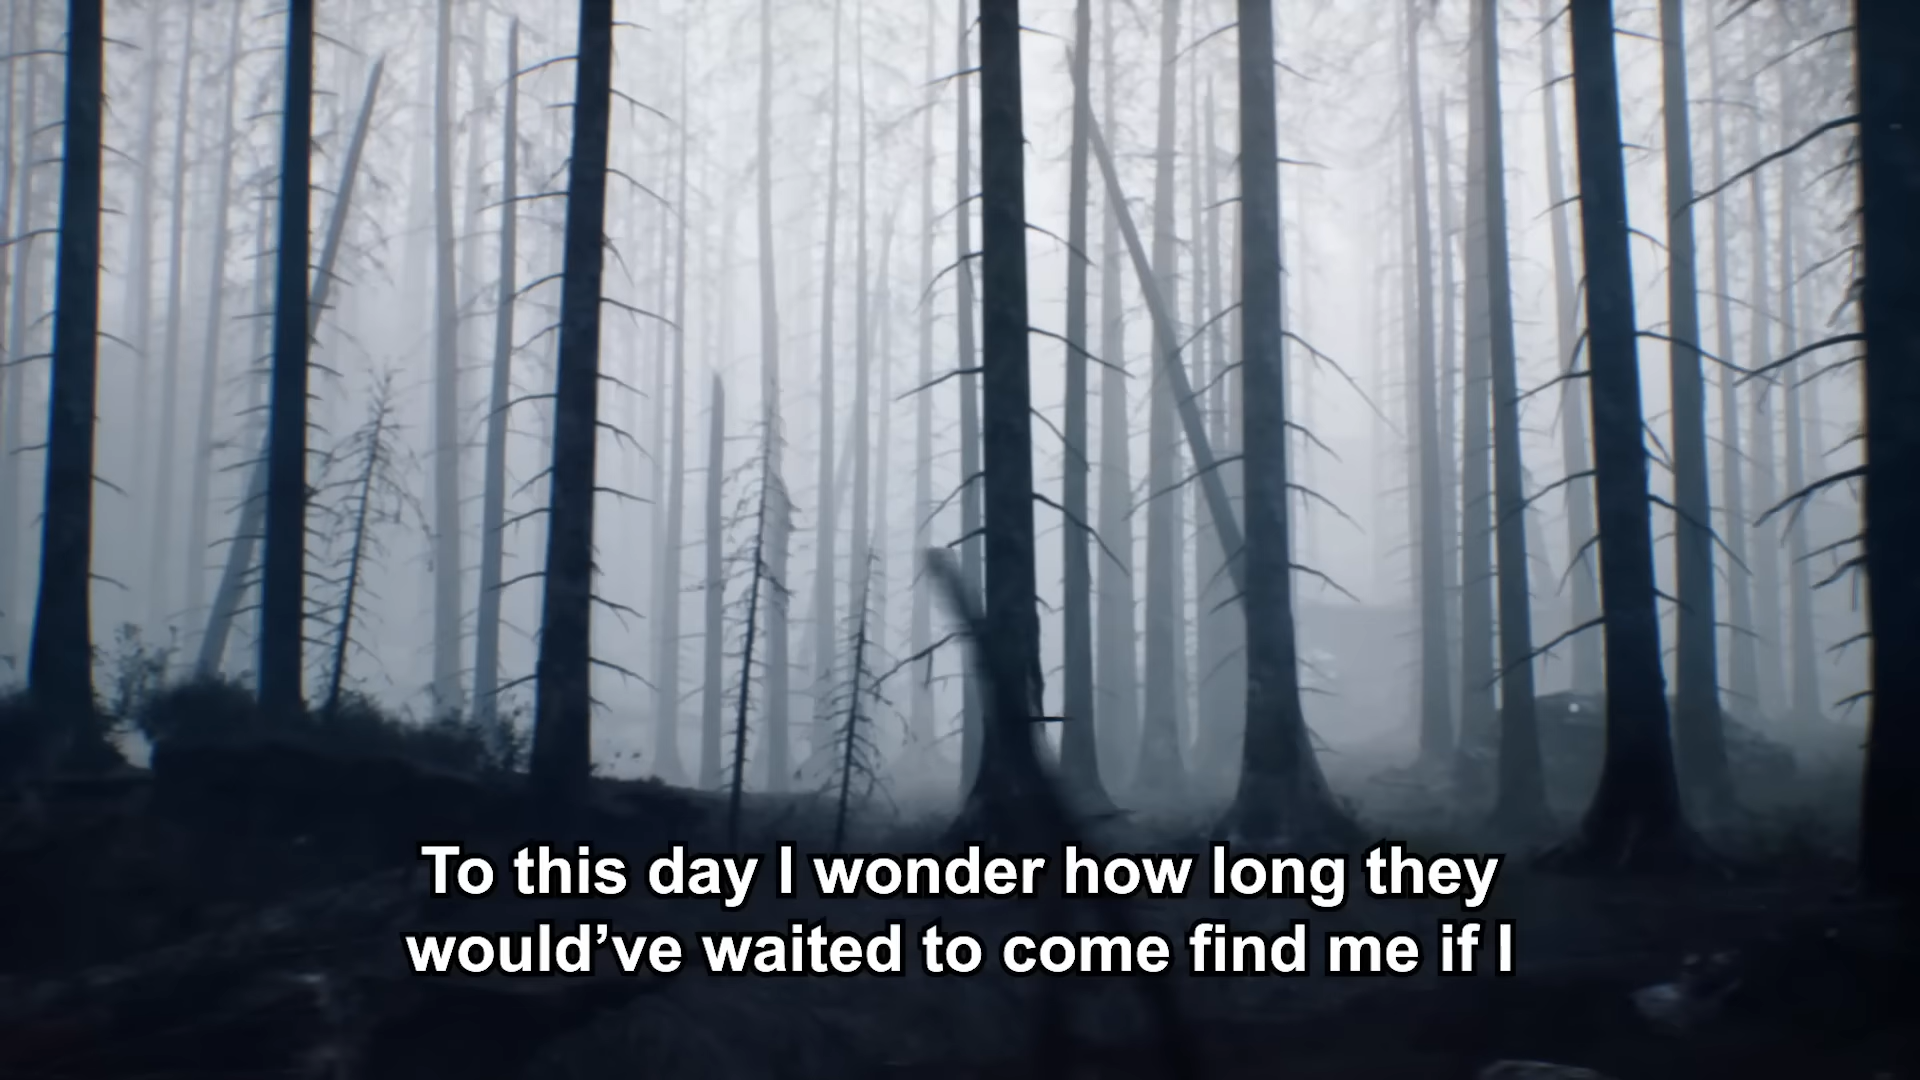 To this day I wonder how long they
would’ve waited to come find me if I